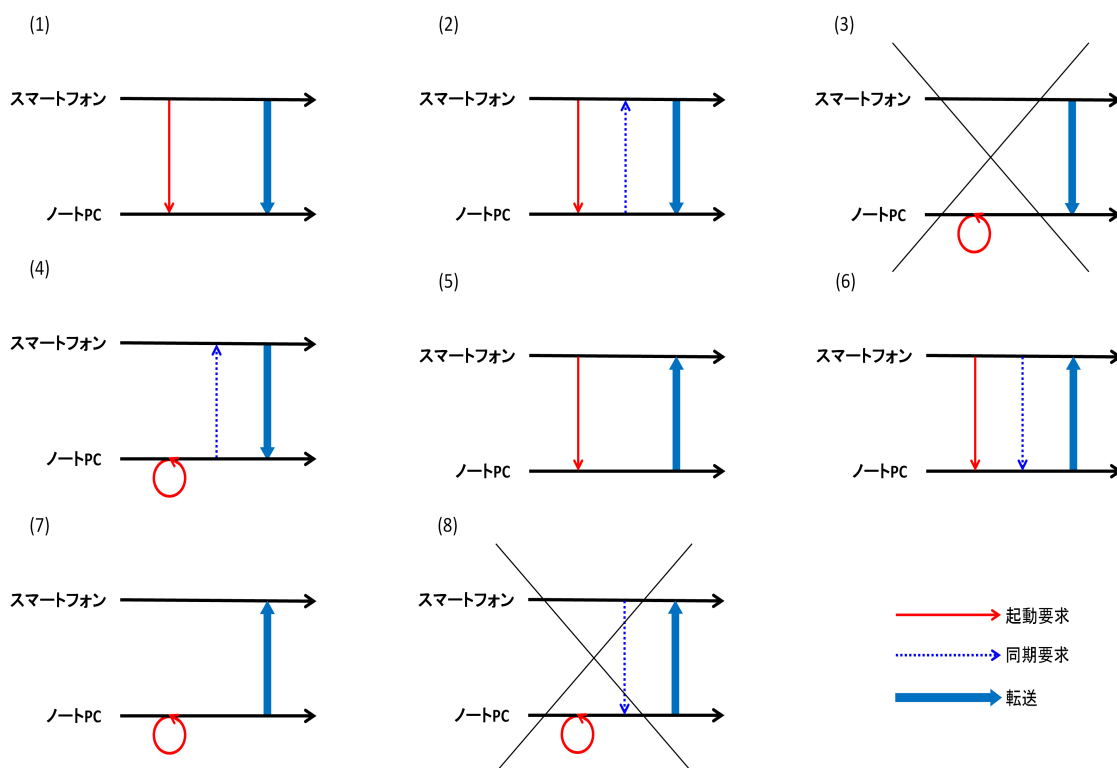 (1)
スマートフォン
ノートPC
(2)
スマートフォン
ノートPC
(3)
スマートフォン
ノートPC
(4)
スマートフォン
ノートPC
(5)
スマートフォン
ノートPC
(6)
スマートフォン
ノートPC
(7)
スマートフォン
ノートPC
(8)
スマートフォン
ノートPC
起動要求
同期要求
転送